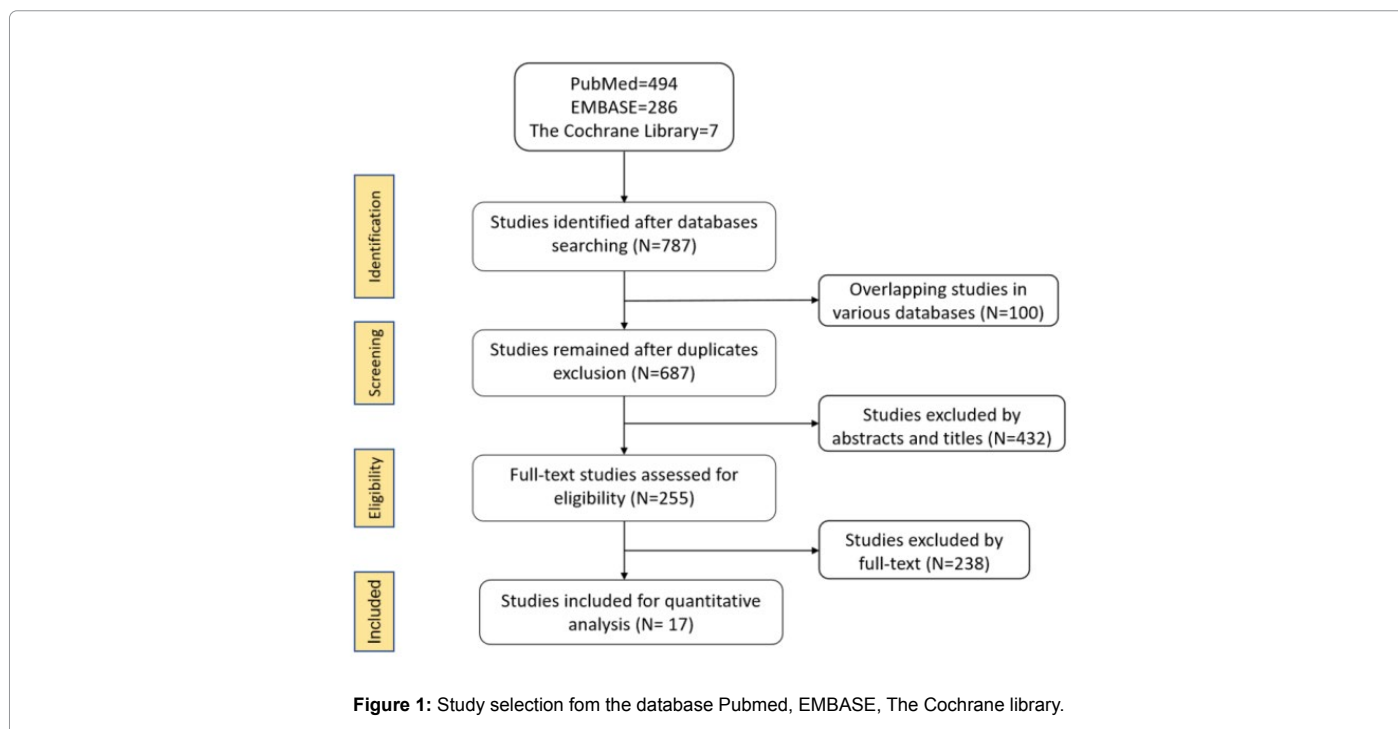 PubMed=494
EMBASE=286
The Cochrane Library=7
Identification
Studies identified after databases
searching (N=787)
Overlapping studies in
various databases (N=100)
Screening
Studies remained after duplicates
exclusion (N=687)
Studies excluded by
abstracts and titles (N=432)
Eligibility
Full-text studies assessed for
eligibility (N=255)
Studies excluded by
full-text (N=238)
Included
Studies included for quantitative
analysis (N= 17)
Figure 1: Study selection fom the database Pubmed, EMBASE, The Cochrane library.